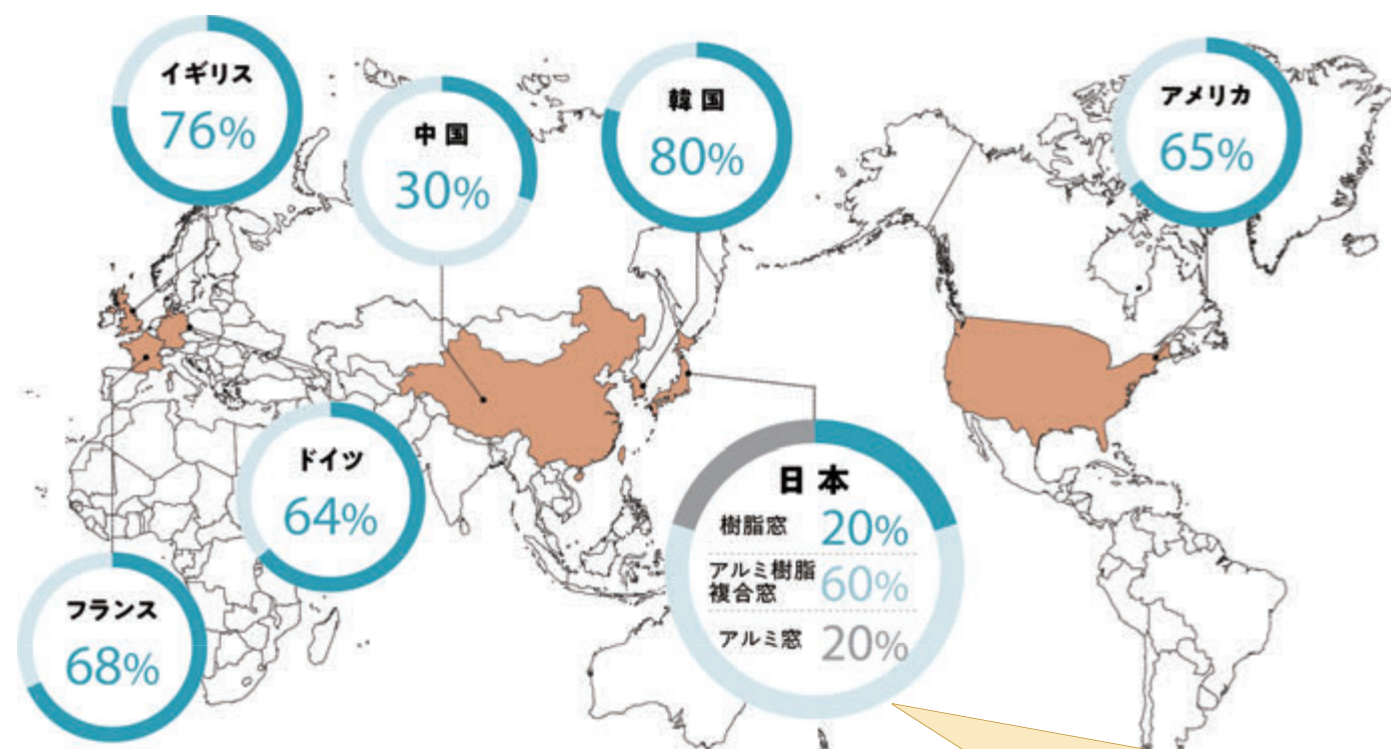 イギリス
76%
中国
30%
韓国
80%
アメリカ
65%
ドイツ
64%
フランス
68%
日本
樹脂窓 20%
アルミ樹脂
複合窓 60%
アルミ窓 20%